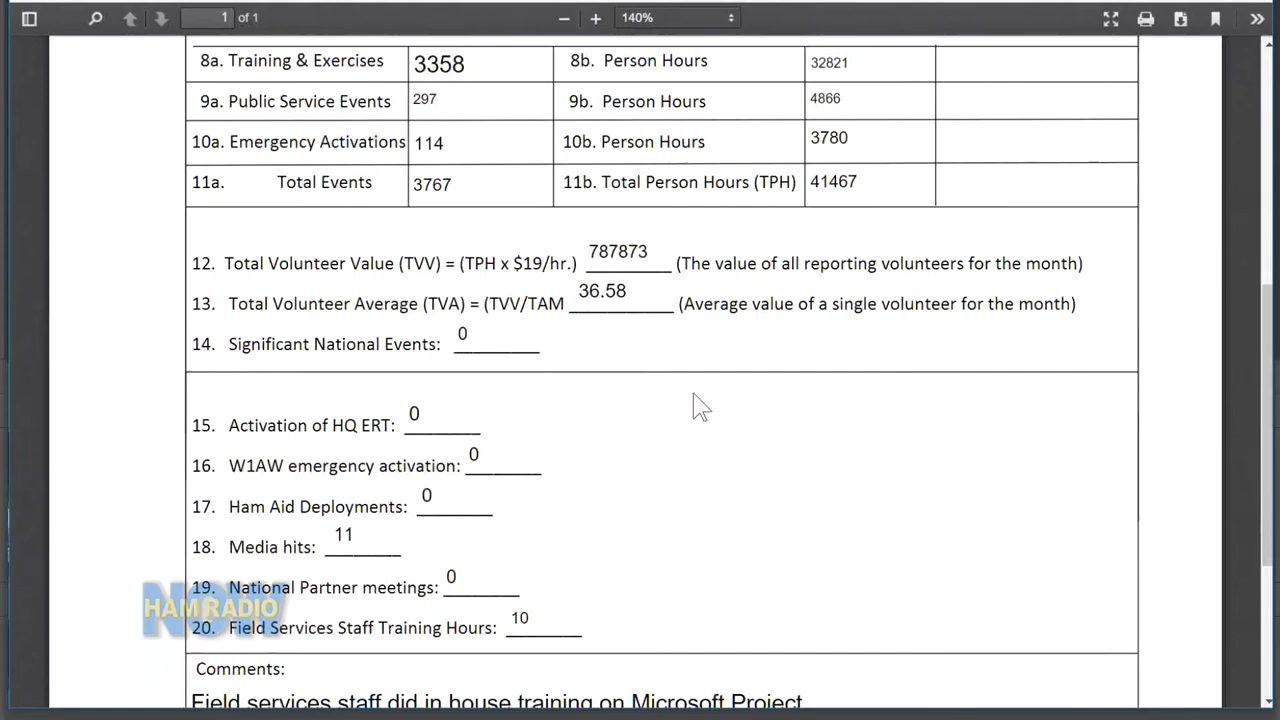 1 of 1 140%
8a. Training & Exercises 3358 8b. Person Hours 32821
9a. Public Service Events 297 9b. Person Hours 4866
10a. Emergency Activations 114 10b. Person Hours 3780
11a. Total Events 3767 11b. Total Person Hours (TPH) 41467
12. Total Volunteer Value (TVV) = (TPH x $19/hr.) 787873 (The value of all reporting volunteers for the month)
13. Total Volunteer Average (TVA) = (TVV/TAM 36.58 (Average value of a single volunteer for the month)
14. Significant National Events: 0
15. Activation of HQ ERT: 0
16. W1AW emergency activation: 0
17. Ham Aid Deployments: 0
18. Media hits: 11
19. National Partner meetings: 0
20. Field Services Staff Training Hours: 10
NOW
HAM RADIO
Comments:
Field services staff did in house training on Microsoft Project